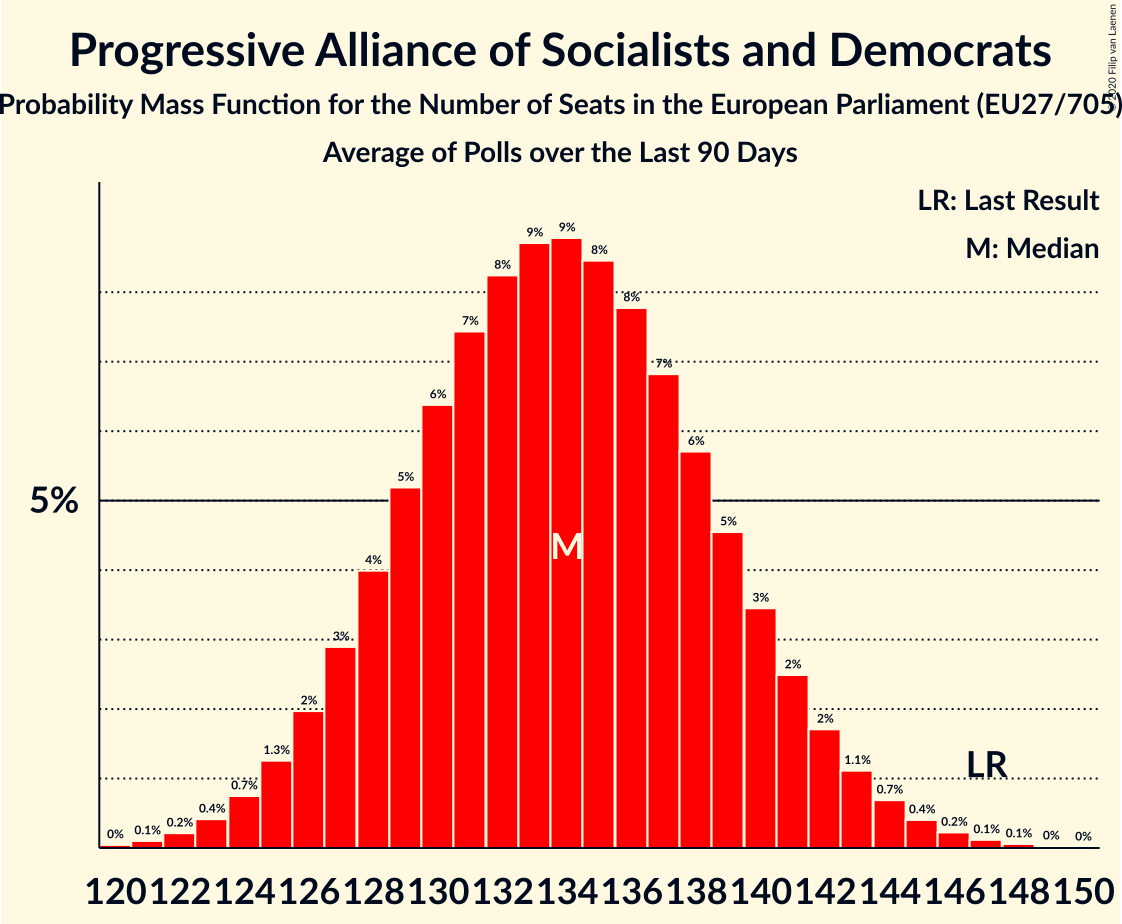 Progressive Alliance of Socialists and Democrats
Probability Mass Function for the Number of Seats in the European Parliament (EU27/705)
Average of Polls over the Last 90 Days
© 2020 Filip van Laenen
LR: Last Result
M: Median
5%
0% 0.1% 0.2% 0.4% 0.7% 1.3% 2% 3% 4% 5% 6% 7% 8% 9% 9% 8% 8% 7% 6% 5% 3% 2% 2% 1.1% 0.7% 0.4% 0.2% 0.1% 0.1% 0% 0%
M
LR
120 122 124 126 128 130 132 134 136 138 140 142 144 146 148 150